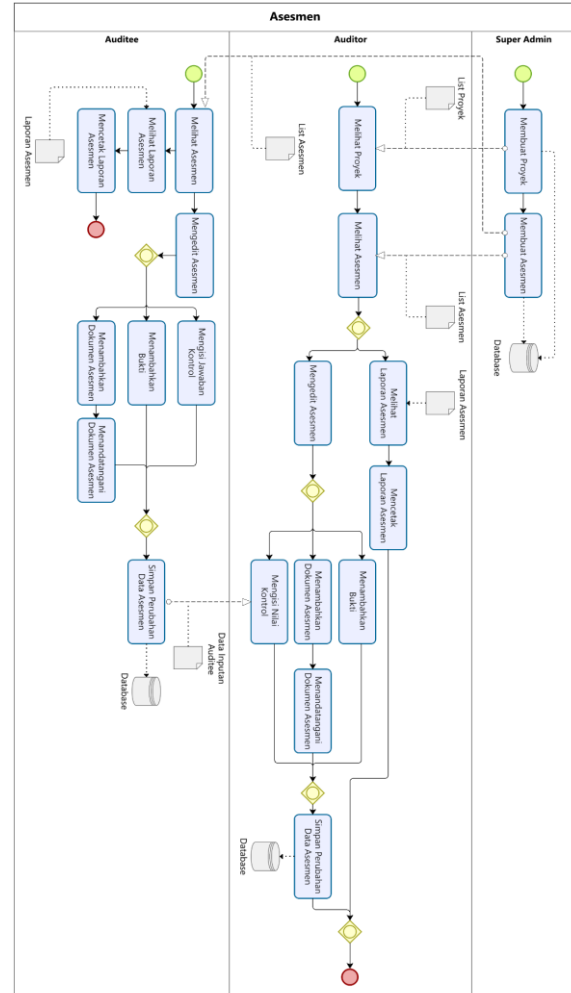 Asesmen
Auditee
Auditor
Super Admin
Mencetak Laporan
Asesmen
Melihat Laporan
Asesmen
Melihat Asesmen
Laporan Asesmen
Mengedit Asesmen
Menambahkan
Dokumen Asesmen
Menambahkan
Bukti
Mengisi Jawaban
Kontrol
Menandatangani
Dokumen Asesmen
Simpan Perubahan
Data Asesmen
Database
Data Inputan
Auditee
List Asesmen
Melihat Proyek
List Proyek
Melihat Asesmen
List Asesmen
Mengedit Asesmen
Melihat
Laporan Asesmen
Laporan Asesmen
Mencetak
Laporan Asesmen
Mengisi Nilai
Kontrol
Menambahkan
Dokumen Asesmen
Menambahkan
Bukti
Menandatangani
Dokumen Asesmen
Simpan Perubahan
Data Asesmen
Database
Membuat Proyek
Membuat Asesmen
Database